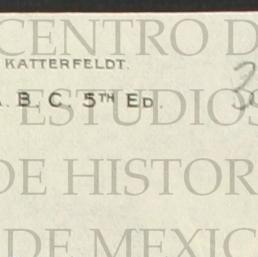 CENTRO D
KATTERFELDT.
A. B. C. 5TH ED.
ESTUDIOS
DE HISTOR
DE MEXIC